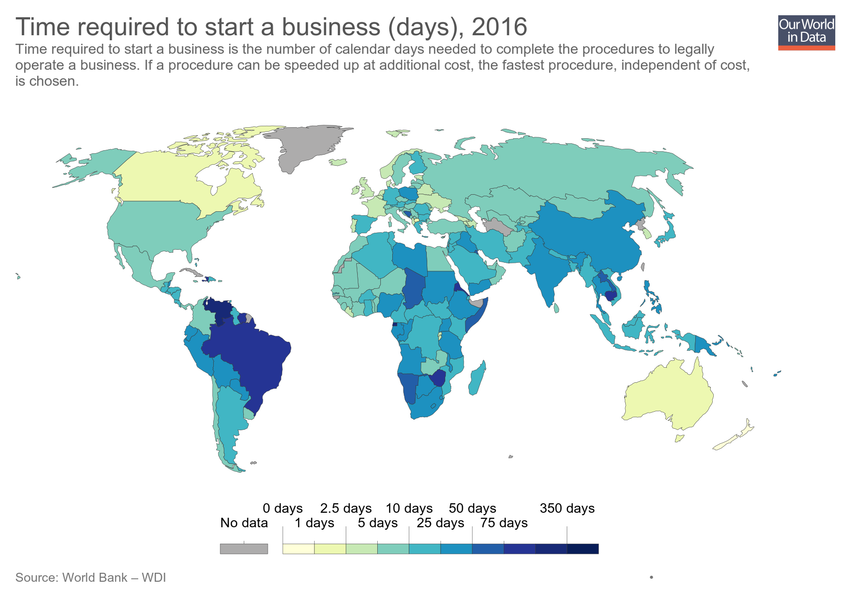 Time required to start a business (days), 2016
Our World
in Data
Time required to start a business is the number of calendar days needed to complete the procedures to legally
operate a business. If a procedure can be speeded up at additional cost, the fastest procedure, independent of cost,
is chosen.
0 days 2.5 days 10 days 50 days 350 days
No data 1 days 5 days 25 days 75 days
Source: World Bank – WDI